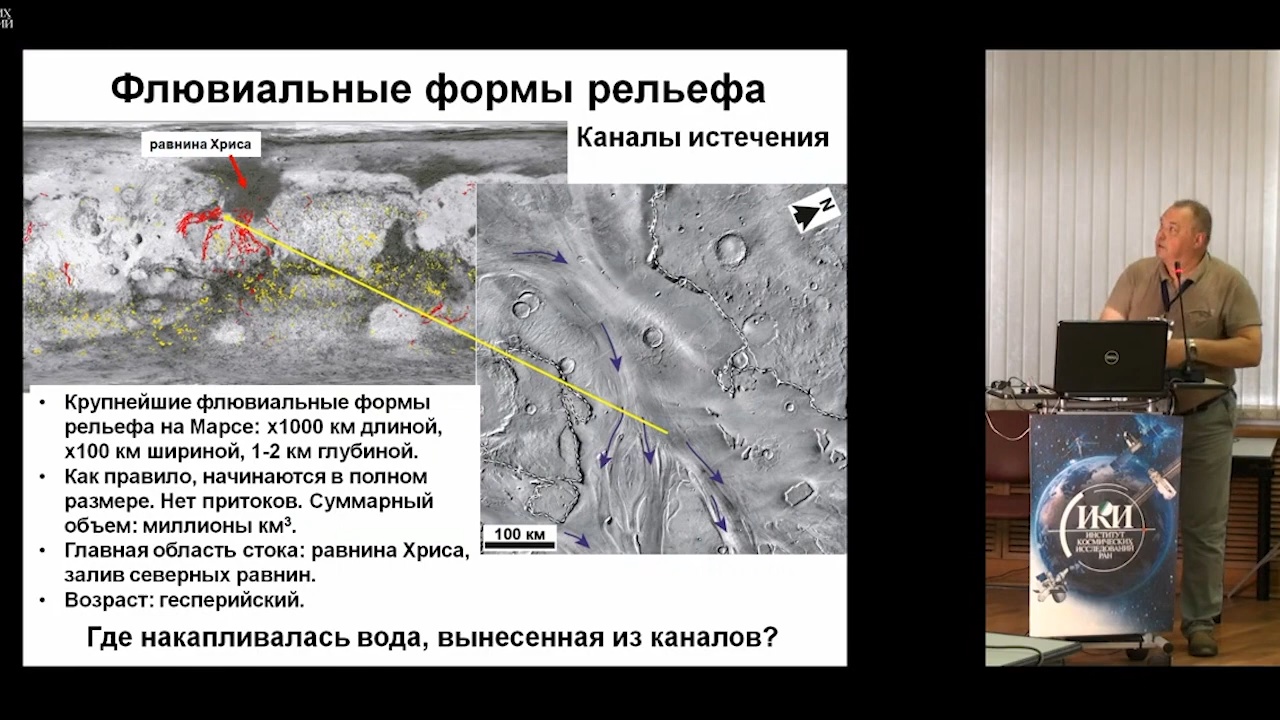 Флювиальные формы рельефа
равнина Хриса
Каналы истечения
N
100 км
• Крупнейшие флювиальные формы
рельефа на Марсе: x1000 км длиной,
x100 км шириной, 1-2 км глубиной.
• Как правило, начинаются в полном
размере. Нет притоков. Суммарный
объем: миллионы км³.
• Главная область стока: равнина Хриса,
залив северных равнин.
• Возраст: гесперийский.
Где накапливалась вода, вынесенная из каналов?
DELL
ИКИ
ИНСТИТУТ
КОСМИЧЕСКИХ
ИССЛЕДОВАНИЙ
РАН